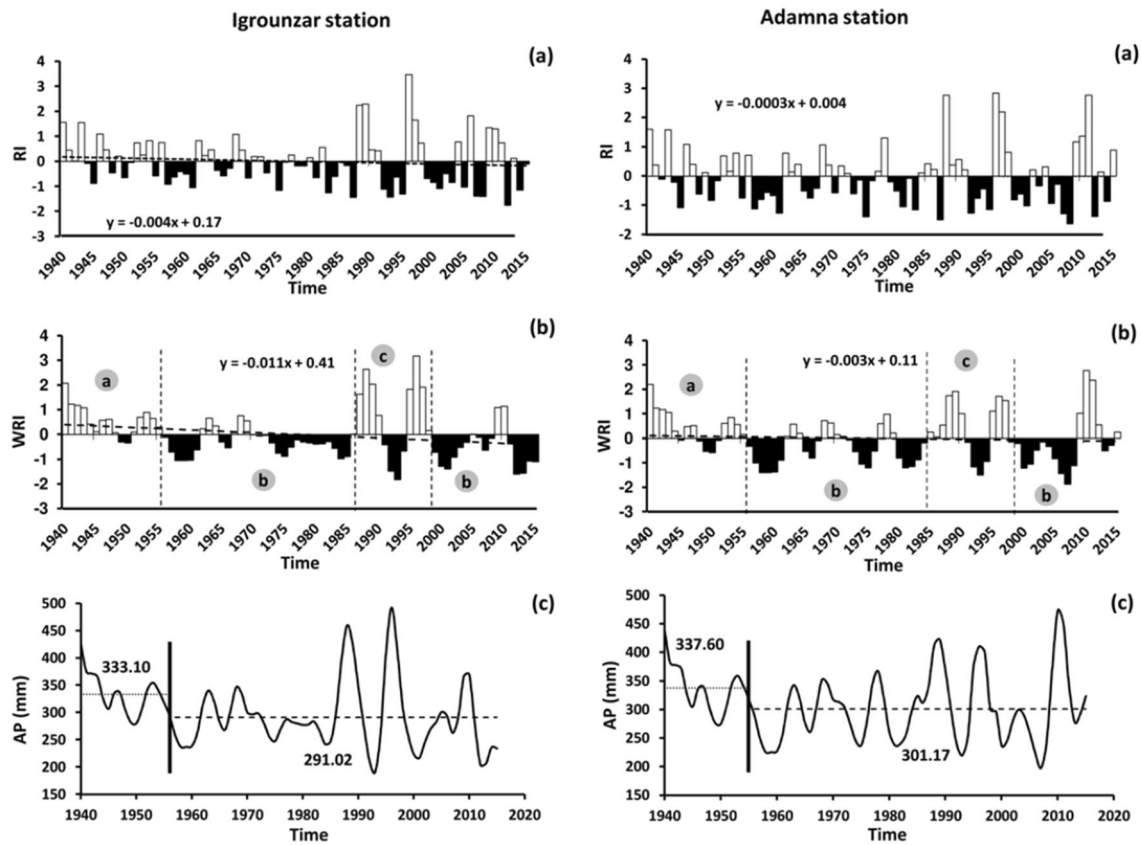 Igrounzar station
(a)
RI
4
3
2
1
0
-1
-2
-3
y = -0.004x + 0.17
1940 1945 1950 1955 1960 1965 1970 1975 1980 1985 1990 1995 2000 2005 2010 2015
Time
(b)
WRI
4
3
2
1
0
-1
-2
-3
a
y = -0.011x + 0.41
c
b
b
1940 1945 1950 1955 1960 1965 1970 1975 1980 1985 1990 1995 2000 2005 2010 2015
Time
(c)
AP (mm)
500
450
400
350
300
250
200
150
333.10
291.02
1940 1950 1960 1970 1980 1990 2000 2010 2020
Time
Adamna station
(a)
RI
4
3
2
1
0
-1
-2
y = -0.0003x + 0.004
1940 1945 1950 1955 1960 1965 1970 1975 1980 1985 1990 1995 2000 2005 2010 2015
Time
(b)
WRI
4
3
2
1
0
-1
-2
-3
a
y = -0.003x + 0.11
c
b
b
1940 1945 1950 1955 1960 1965 1970 1975 1980 1985 1990 1995 2000 2005 2010 2015
Time
(c)
AP (mm)
500
450
400
350
300
250
200
150
337.60
301.17
1940 1950 1960 1970 1980 1990 2000 2010 2020
Time